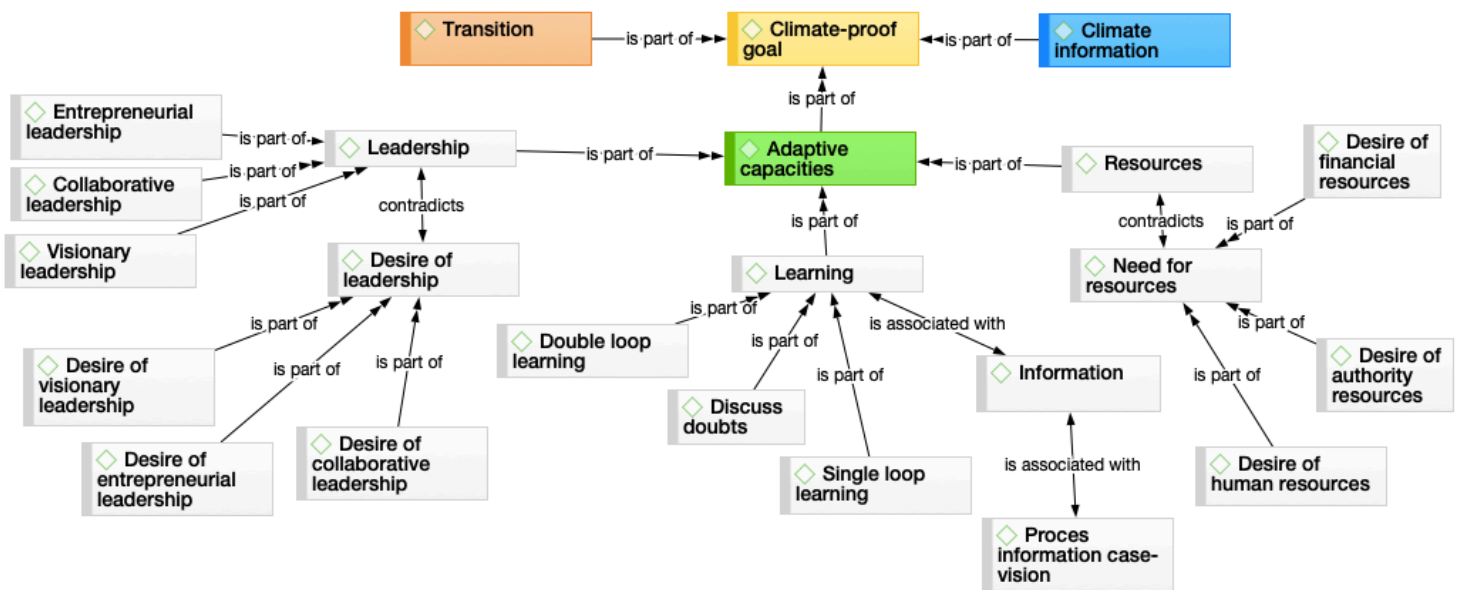 Transition
is part of
Climate-proof
goal
is part of
Climate
information
is part of
Entrepreneurial
leadership
is part of
Leadership
is part of
Adaptive
capacities
is part of
Resources
Desire of
financial
resources
Collaborative
leadership
is part of
is part of
Visionary
leadership
contradicts
is part of
contradicts
is part of
Desire of
leadership
Learning
Need for
resources
is part of
is part of
is part of
Double loop
learning
is part of
is associated with
is part of
Desire of
visionary
leadership
is part of
is part of
is part of
Information
is part of
Desire of
authority
resources
Discuss
doubts
Desire of
entrepreneurial
leadership
Desire of
collaborative
leadership
Single loop
learning
is associated with
Desire of
human resources
Proces
information case-
vision